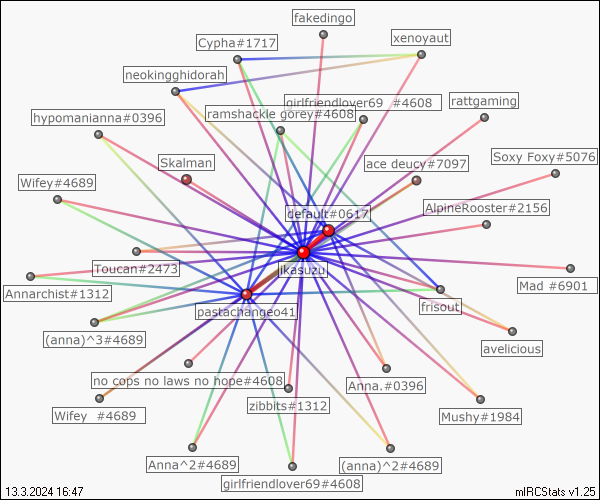 fakedingo
Cypha#1717
xenoyaut
neokingghidorah
girlfriendlover69 #4608
rattgaming
hypomanianna#0396
ramshackle gorey#4608
Skalman
ace deucy#7097
Soxy Foxy#5076
Wifey#4689
default#0617
AlpineRooster#2156
Toucan#2473
jkasuzu
Annarchist#1312
Mad #6901
frisout
pastachangeo41
(anna)^3#4689
avelicious
no cops no laws no hope#4608
Anna.#0396
zibbits#1312
Wifey #4689
Mushy#1984
Anna^2#4689
(anna)^2#4689
girlfriendlover69#4608
13.3.2024 16:47
mIRCStats v1.25